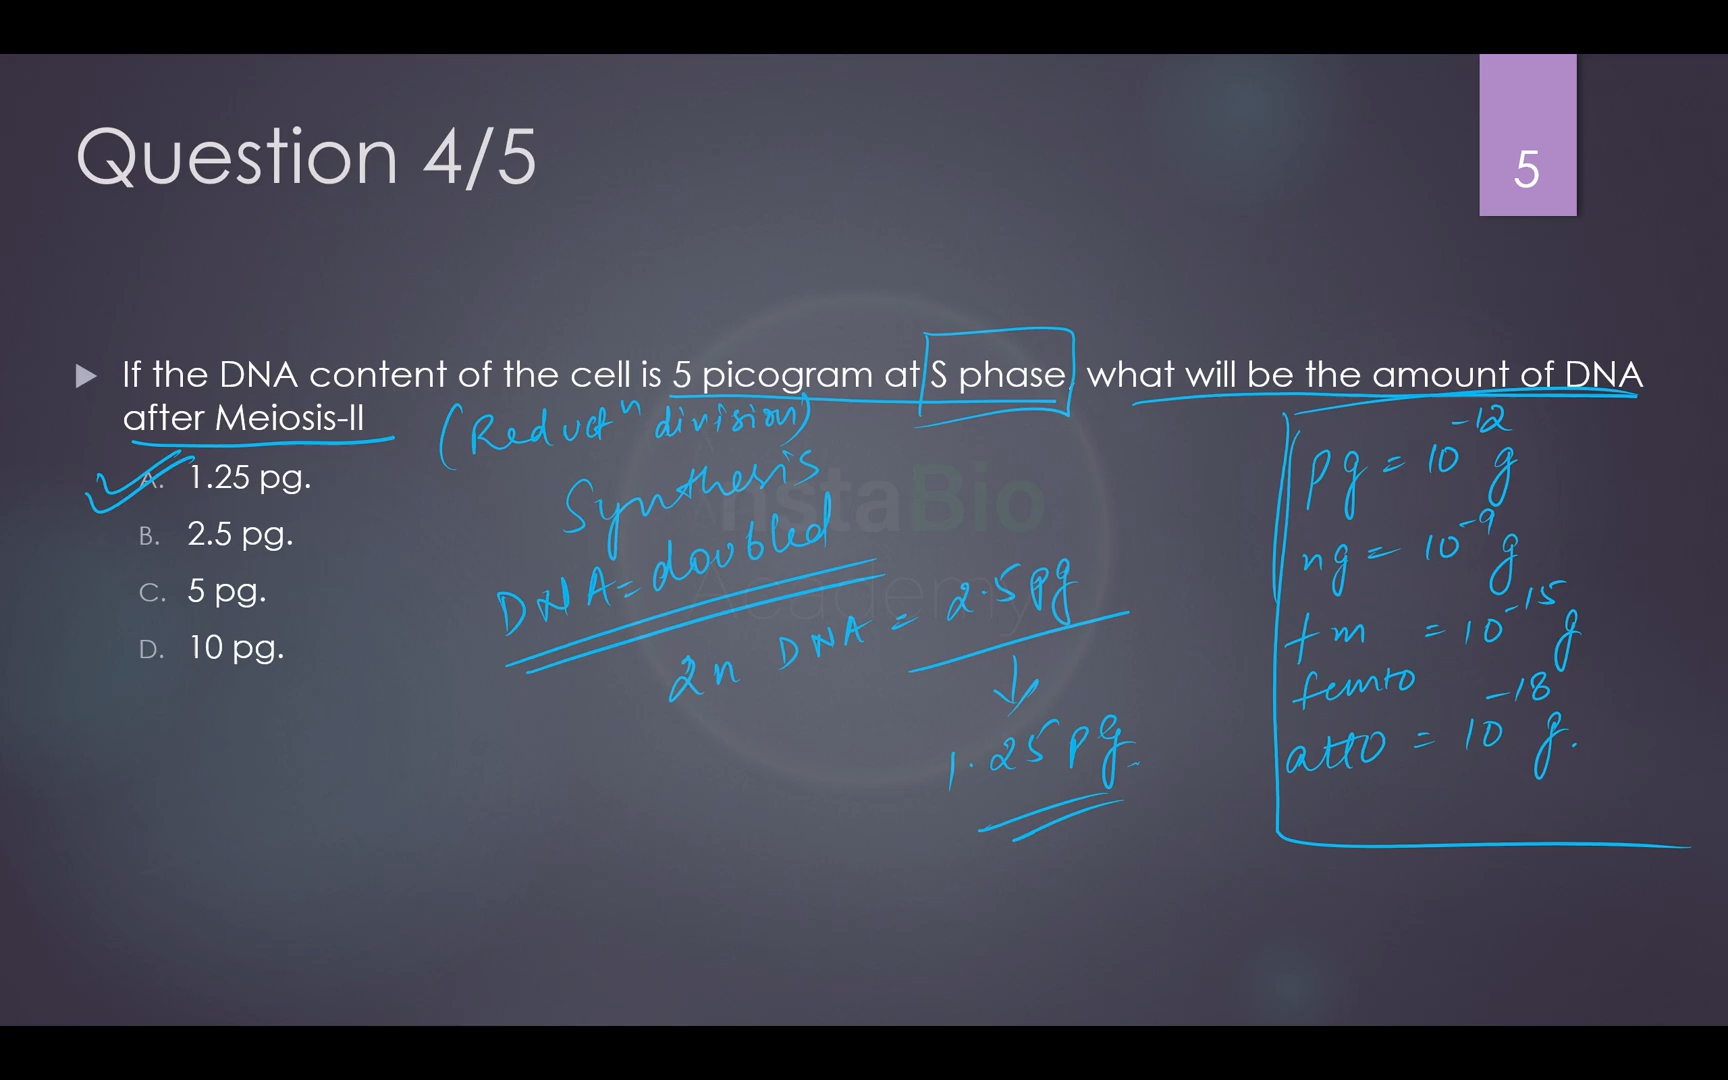 Question 4/5
5
If the DNA content of the cell is 5 picogram at S phase, what will be the amount of DNA
after Meiosis-II
(Reductⁿ division)
A. 1.25 pg.
B. 2.5 pg.
C. 5 pg.
D. 10 pg.
Synthesis
DNA = doubled
2n DNA = 2.5 pg
↓
1.25 pg.
pg = 10⁻¹² g
ng = 10⁻⁹ g
fm = 10⁻¹⁵ g
femto
atto = 10⁻¹⁸ g.
InstaBio
Academy